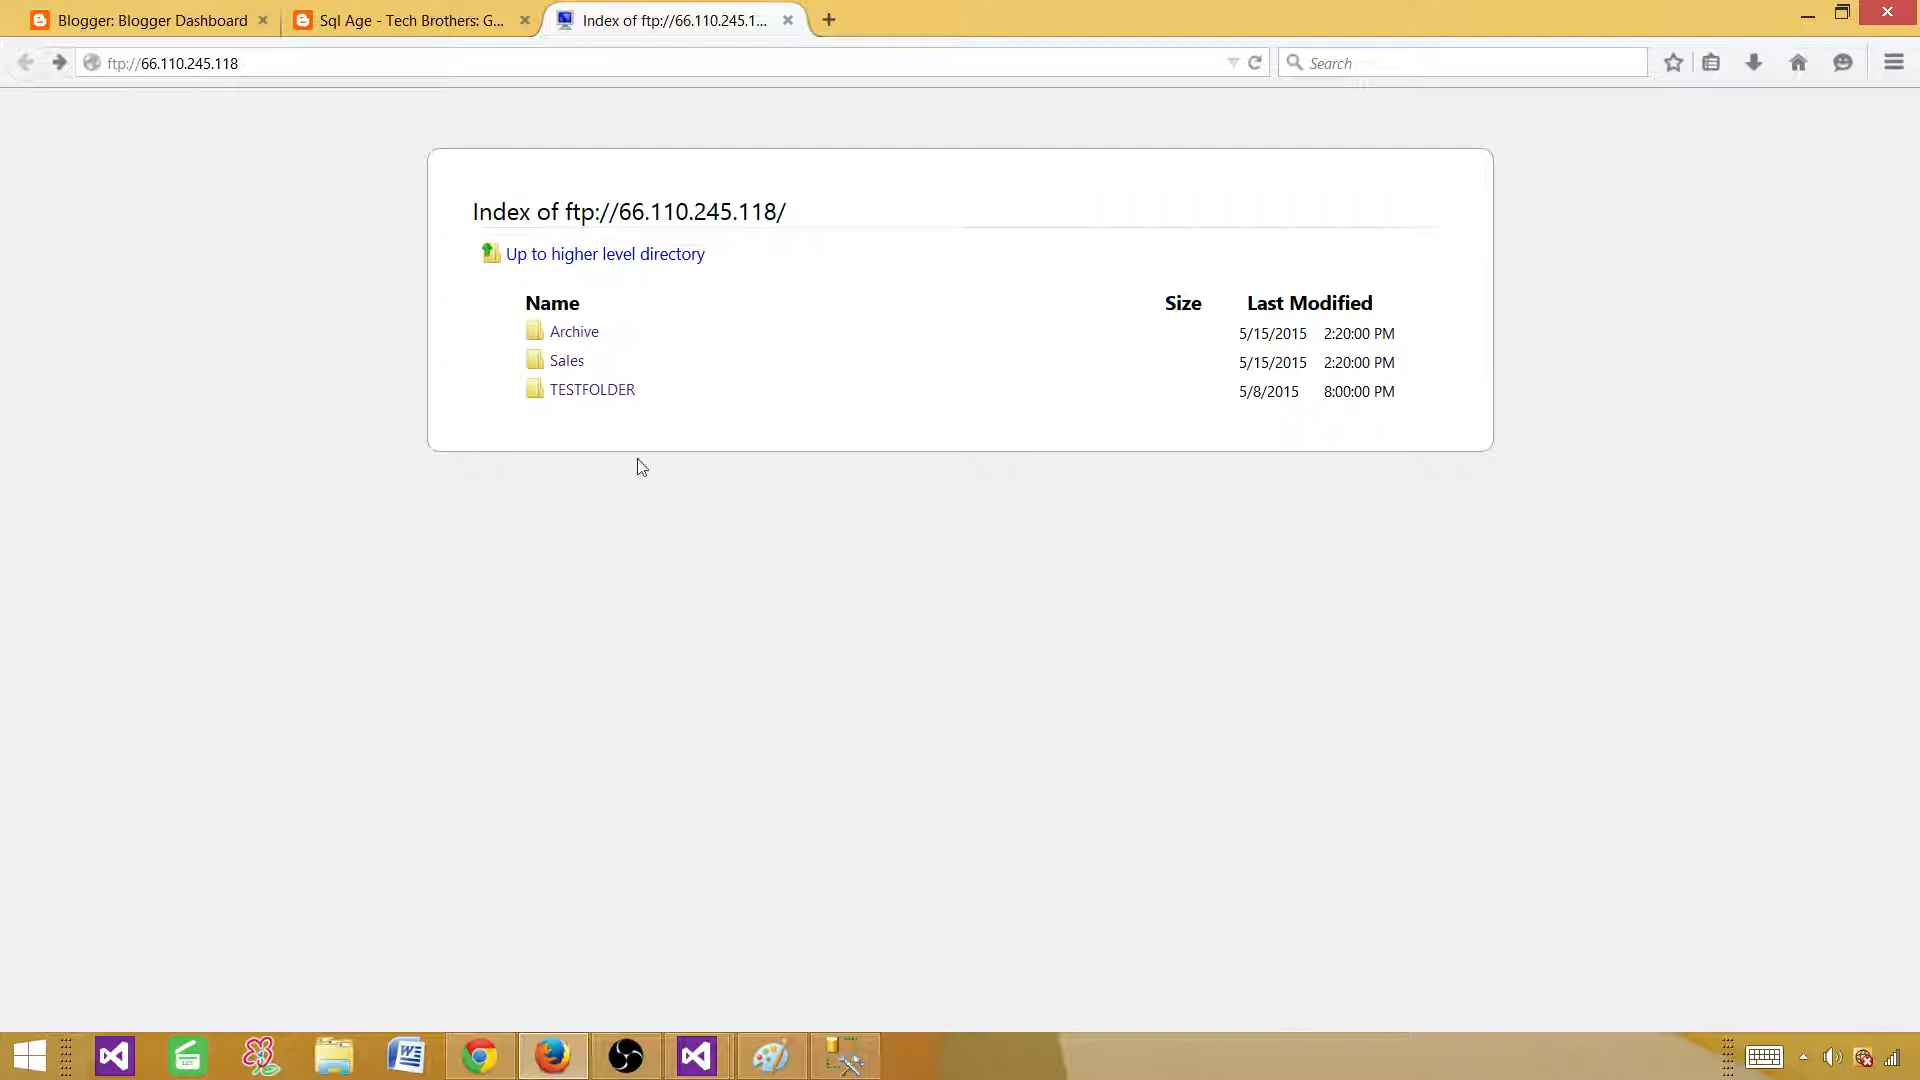 Blogger: Blogger Dashboard
Sql Age - Tech Brothers: G...
Index of ftp://66.110.245.1...
ftp://66.110.245.118
Search
Index of ftp://66.110.245.118/
Up to higher level directory
Name Size Last Modified
Archive 5/15/2015 2:20:00 PM
Sales 5/15/2015 2:20:00 PM
TESTFOLDER 5/8/2015 8:00:00 PM